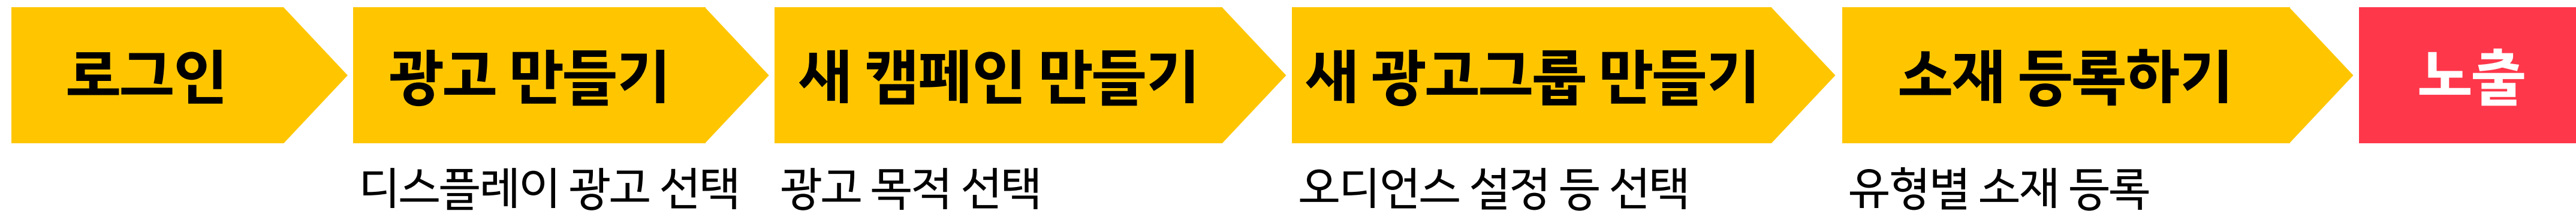 로그인
광고 만들기
새 캠페인 만들기
새 광고그룹 만들기
소재 등록하기
노출
디스플레이 광고 선택
광고 목적 선택
오디언스 설정 등 선택
유형별 소재 등록